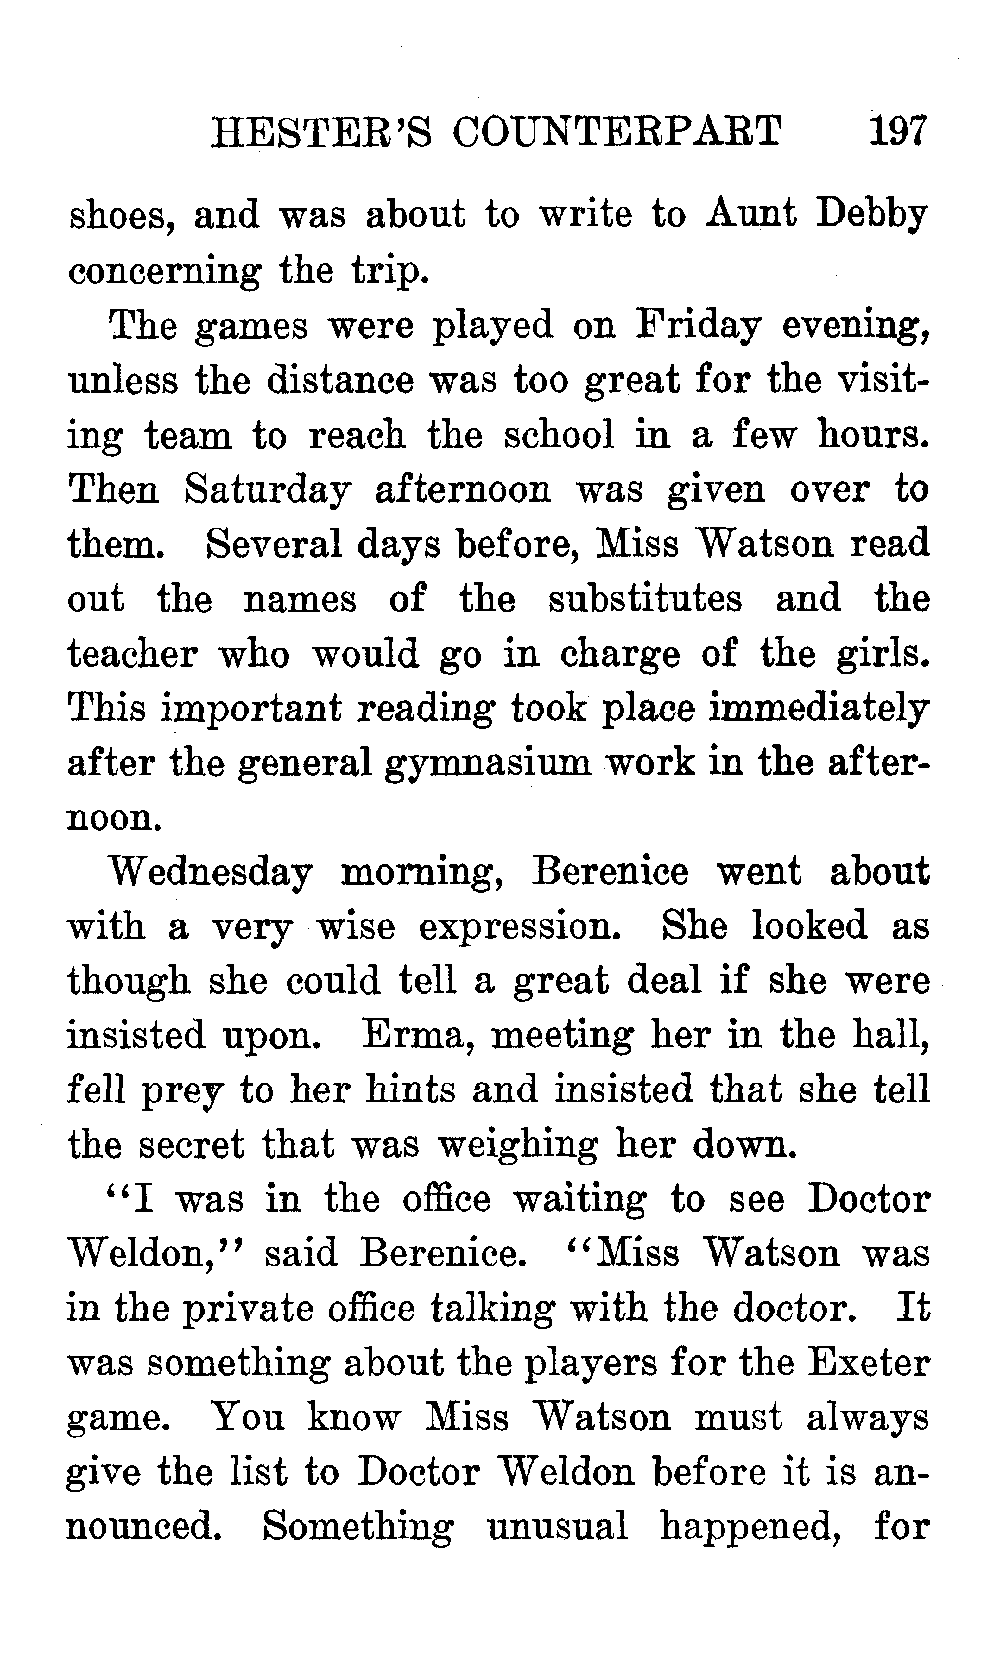 HESTER'S COUNTERPART 197
shoes, and was about to write to Aunt Debby
concerning the trip.
The games were played on Friday evening,
unless the distance was too great for the visit-
ing team to reach the school in a few hours.
Then Saturday afternoon was given over to
them. Several days before, Miss Watson read
out the names of the substitutes and the
teacher who would go in charge of the girls.
This important reading took place immediately
after the general gymnasium work in the after-
noon.
Wednesday morning, Berenice went about
with a very wise expression. She looked as
though she could tell a great deal if she were
insisted upon. Erma, meeting her in the hall,
fell prey to her hints and insisted that she tell
the secret that was weighing her down.
"I was in the office waiting to see Doctor
Weldon," said Berenice. "Miss Watson was
in the private office talking with the doctor. It
was something about the players for the Exeter
game. You know Miss Watson must always
give the list to Doctor Weldon before it is an-
nounced. Something unusual happened, for